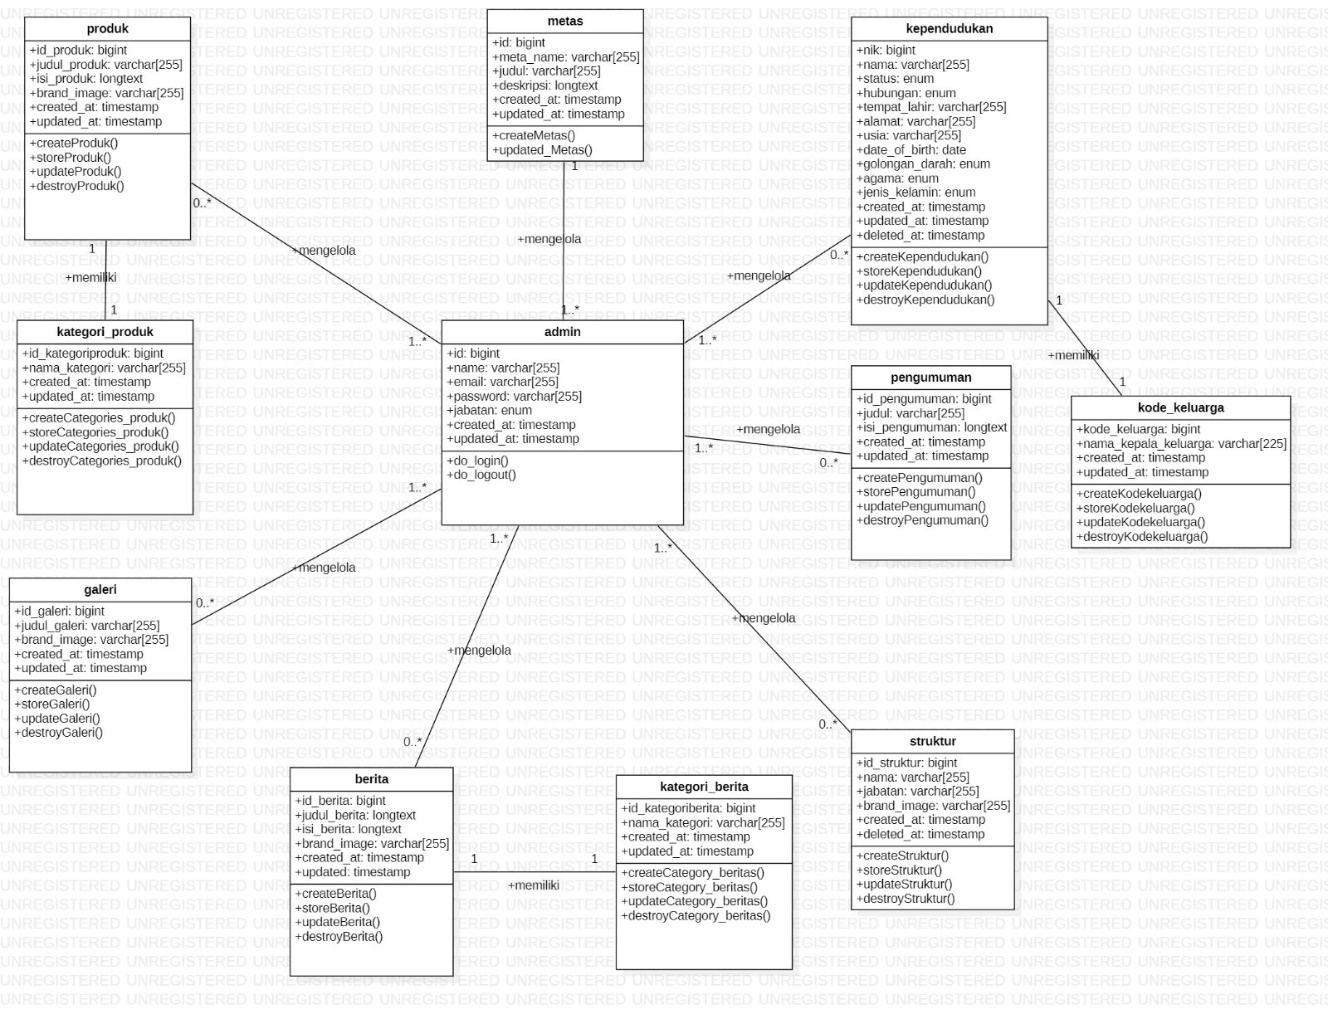 produk
+id_produk: bigint
+judul_produk: varchar[255]
+isi_produk: longtext
+brand_image: varchar[255]
+created_at: timestamp
+updated_at: timestamp
+createProduk()
+storeProduk()
+updateProduk()
+destroyProduk()
metas
+id: bigint
+meta_name: varchar[255]
+judul: varchar[255]
+deskripsi: longtext
+created_at: timestamp
+updated_at: timestamp
+createMetas()
+updated_Metas()
kependudukan
+nik: bigint
+nama: varchar[255]
+status: enum
+hubungan: enum
+tempat_lahir: varchar[255]
+alamat: varchar[255]
+usia: varchar[255]
+date_of_birth: date
+golongan_darah: enum
+agama: enum
+jenis_kelamin: enum
+created_at: timestamp
+updated_at: timestamp
+deleted_at: timestamp
+createKependudukan()
+storeKependudukan()
+updateKependudukan()
+destroyKependudukan()
0..*
+mengelola
1..*
1
+mengelola
1..*
0..*
+mengelola
1..*
1
+memiliki
1
1
+memiliki
1
kategori_produk
+id_kategoriproduk: bigint
+nama_kategori: varchar[255]
+created_at: timestamp
+updated_at: timestamp
+createCategories_produk()
+storeCategories_produk()
+updateCategories_produk()
+destroyCategories_produk()
admin
+id: bigint
+name: varchar[255]
+email: varchar[255]
+password: varchar[255]
+jabatan: enum
+created_at: timestamp
+updated_at: timestamp
+do_login()
+do_logout()
+mengelola
1..*
0..*
pengumuman
+id_pengumuman: bigint
+judul: varchar[255]
+isi_pengumuman: longtext
+created_at: timestamp
+updated_at: timestamp
+createPengumuman()
+storePengumuman()
+updatePengumuman()
+destroyPengumuman()
kode_keluarga
+kode_keluarga: bigint
+nama_kepala_keluarga: varchar[225]
+created_at: timestamp
+updated_at: timestamp
+createKodekeluarga()
+storeKodekeluarga()
+updateKodekeluarga()
+destroyKodekeluarga()
1..*
+mengelola
0..*
1..*
+mengelola
0..*
1..*
+mengelola
0..*
galeri
+id_galeri: bigint
+judul_galeri: varchar[255]
+brand_image: varchar[255]
+created_at: timestamp
+updated_at: timestamp
+createGaleri()
+storeGaleri()
+updateGaleri()
+destroyGaleri()
berita
+id_berita: bigint
+judul_berita: longtext
+isi_berita: longtext
+brand_image: varchar[255]
+created_at: timestamp
+updated: timestamp
+createBerita()
+storeBerita()
+updateBerita()
+destroyBerita()
1
1
+memiliki
kategori_berita
+id_kategoriberita: bigint
+nama_kategori: varchar[255]
+created_at: timestamp
+updated_at: timestamp
+createCategory_beritas()
+storeCategory_beritas()
+updateCategory_beritas()
+destroyCategory_beritas()
struktur
+id_struktur: bigint
+nama: varchar[255]
+jabatan: varchar[255]
+brand_image: varchar[255]
+created_at: timestamp
+deleted_at: timestamp
+createStruktur()
+storeStruktur()
+updateStruktur()
+destroyStruktur()